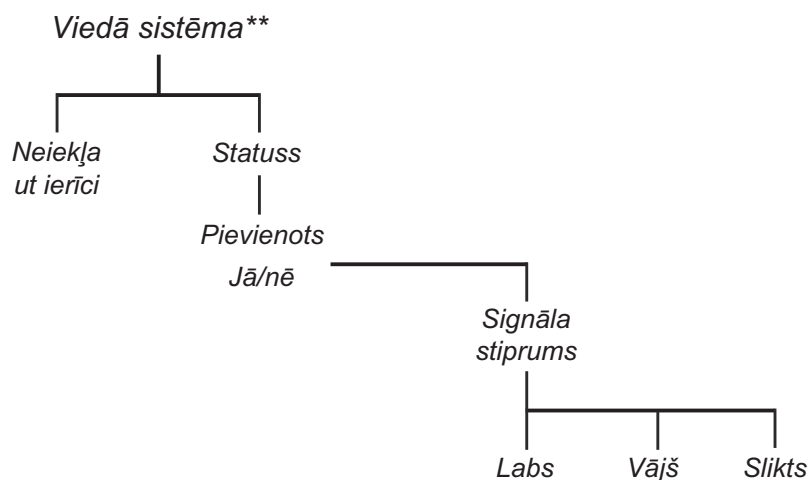 Viedā sistēma**
Neiekļa
ut ierīci
Statuss
Pievienots
Jā/nē
Signāla
stiprums
Labs
Vājš
Slikts